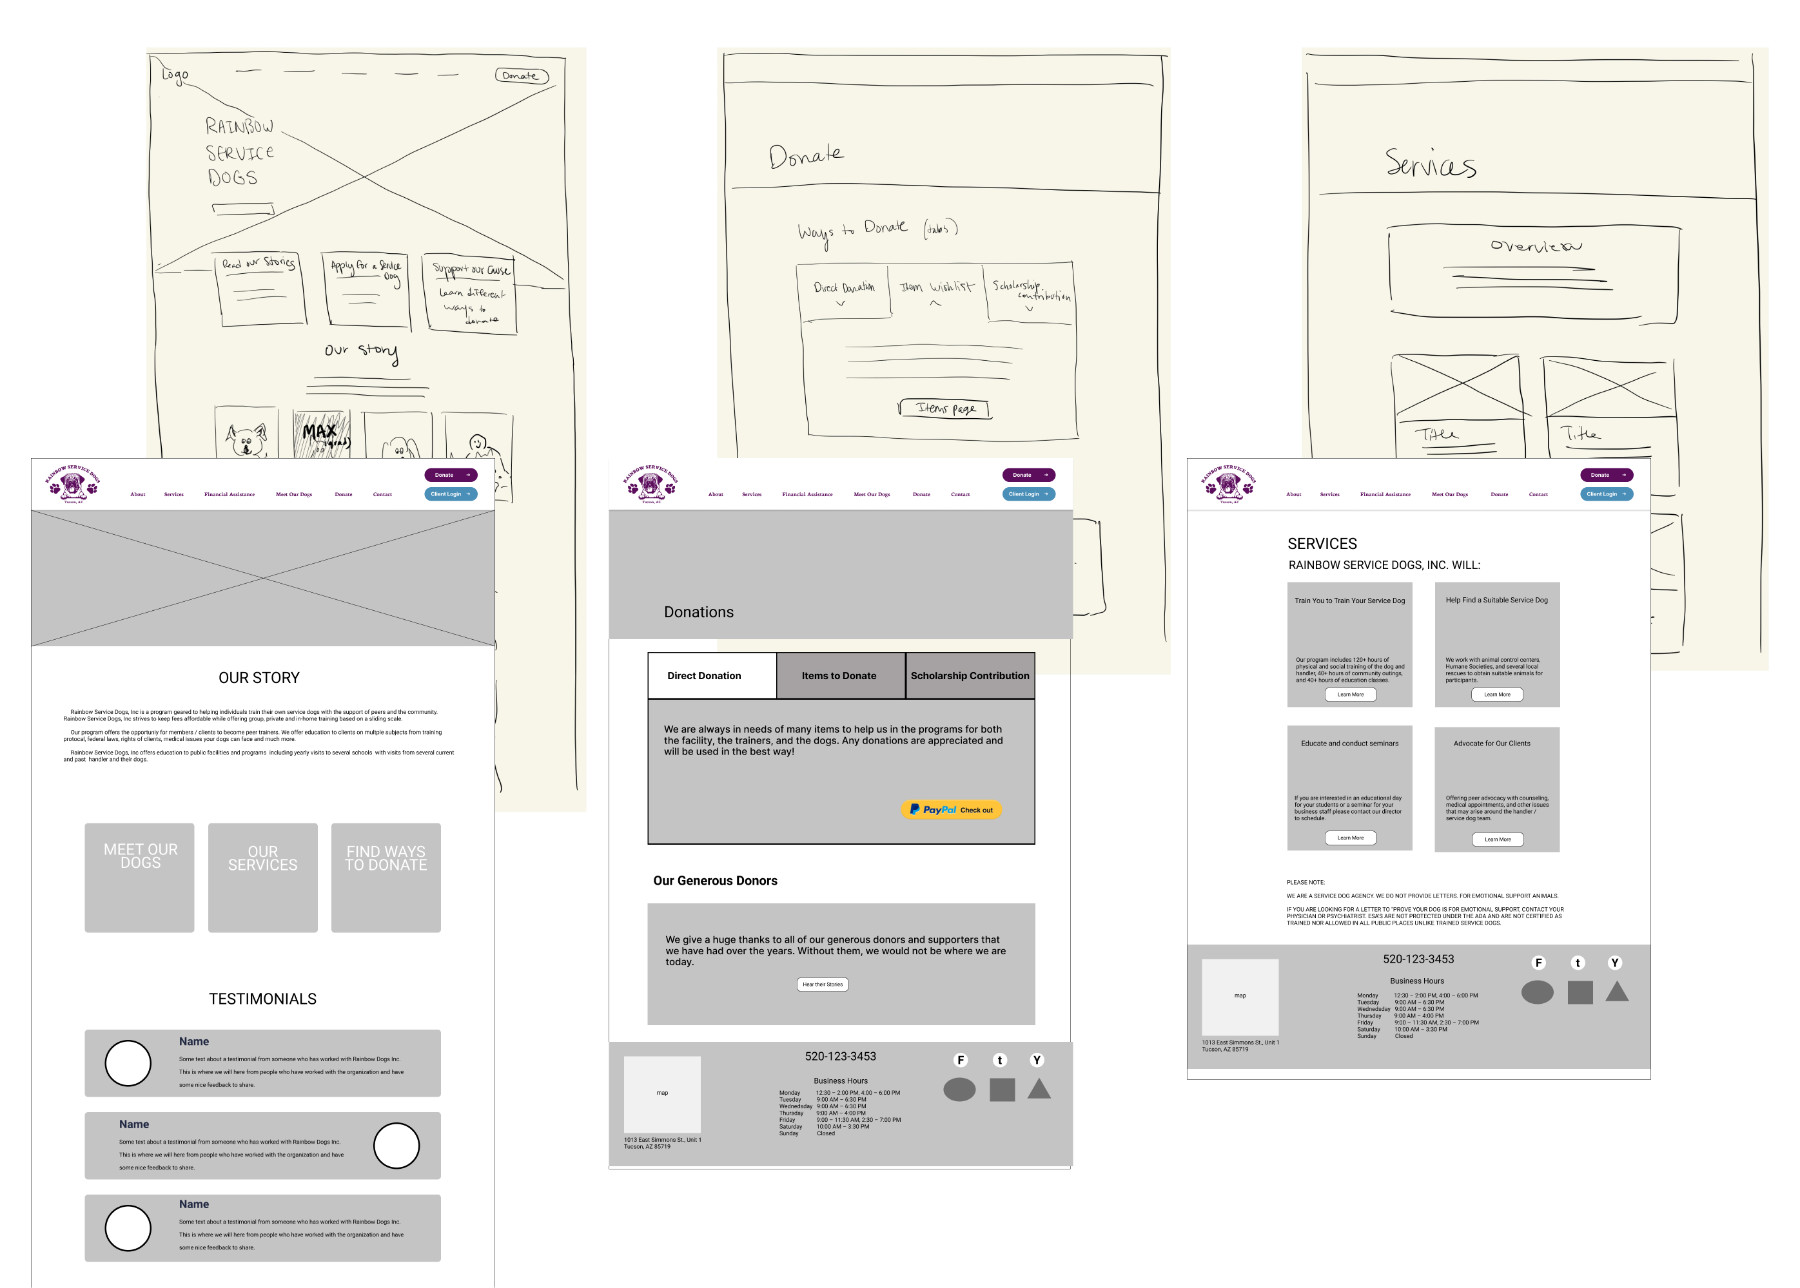 Logo
Donate
RAINBOW
SERVICE
DOGS
Read our Stories
Apply for a Service
Dog
Support our Cause
Learn different
ways to
donate
Our story
MAX
(grad)
Donate
Ways to Donate (tabs)
Direct Donation
Item Wishlist
Scholarship
contribution
Items page
Services
Overview
Title
Title
RAINBOW SERVICE DOGS
TUCSON, AZ
About
Services
Financial Assistance
Meet Our Dogs
Donate
Contact
Donate →
Client Login →
OUR STORY
Rainbow Service Dogs, Inc is a program geared to helping individuals train their own service dogs with the support of peers and the community.
Rainbow Service Dogs, Inc strives to keep fees affordable while offering group, private and in-home training based on a sliding scale.
Our program offers the opportunity for members / clients to become peer trainers. We offer education to clients on multiple subjects from training
protocal, federal laws, rights of clients, medical issues your dogs can face and much more.
Rainbow Service Dogs, Inc offers education to public facilities and programs including yearly visits to several schools with visits from several current
and past handler and their dogs.
MEET OUR
DOGS
OUR
SERVICES
FIND WAYS
TO DONATE
TESTIMONIALS
Name
Some text about a testimonial from someone who has worked with Rainbow Dogs Inc.
This is where we will here from people who have worked with the organization and have
some nice feedback to share.
Name
Some text about a testimonial from someone who has worked with Rainbow Dogs Inc.
This is where we will here from people who have worked with the organization and have
some nice feedback to share.
Name
Some text about a testimonial from someone who has worked with Rainbow Dogs Inc.
This is where we will here from people who have worked with the organization and have
some nice feedback to share.
RAINBOW SERVICE DOGS
TUCSON, AZ
About
Services
Financial Assistance
Meet Our Dogs
Donate
Contact
Donate →
Client Login →
Donations
Direct Donation
Items to Donate
Scholarship Contribution
We are always in needs of many items to help us in the programs for both
the facility, the trainers, and the dogs. Any donations are appreciated and
will be used in the best way!
PayPal Check out
Our Generous Donors
We give a huge thanks to all of our generous donors and supporters that
we have had over the years. Without them, we would not be where we are
today.
Hear their Stories
map
1013 East Simmons St., Unit 1
Tucson, AZ 85719
520-123-3453
Business Hours
Monday 12:30 – 2:00 PM, 4:00 – 6:00 PM
Tuesday 9:00 AM – 6:30 PM
Wednedsday 9:00 AM – 6:30 PM
Thursday 9:00 AM – 4:00 PM
Friday 9:00 – 11:30 AM, 2:30 – 7:00 PM
Saturday 10:00 AM – 3:30 PM
Sunday Closed
F
t
Y
RAINBOW SERVICE DOGS
TUCSON, AZ
About
Services
Financial Assistance
Meet Our Dogs
Donate
Contact
Donate →
Client Login →
SERVICES
RAINBOW SERVICE DOGS, INC. WILL:
Train You to Train Your Service Dog
Our program includes 120+ hours of
physical and social training of the dog and
handler, 40+ hours of community outings,
and 40+ hours of education classes.
Learn More
Help Find a Suitable Service Dog
We work with animal control centers,
Humane Societies, and several local
rescues to obtain suitable animals for
participants.
Learn More
Educate and conduct seminars
If you are interested in an educational day
for your students or a seminar for your
business staff please contact our director
to schedule.
Learn More
Advocate for Our Clients
Offering peer advocacy with counseling,
medical appointments, and other issues
that may arise around the handler /
service dog team.
Learn More
PLEASE NOTE:
WE ARE A SERVICE DOG AGENCY. WE DO NOT PROVIDE LETTERS. FOR EMOTIONAL SUPPORT ANIMALS.
IF YOU ARE LOOKING FOR A LETTER TO "PROVE YOUR DOG IS FOR EMOTIONAL SUPPORT, CONTACT YOUR
PHYSICIAN OR PSYCHIATRIST. ESA'S ARE NOT PROTECTED UNDER THE ADA AND ARE NOT CERTIFIED AS
TRAINED NOR ALLOWED IN ALL PUBLIC PLACES UNLIKE TRAINED SERVICE DOGS.
map
1013 East Simmons St., Unit 1
Tucson, AZ 85719
520-123-3453
Business Hours
Monday 12:30 – 2:00 PM, 4:00 – 6:00 PM
Tuesday 9:00 AM – 6:30 PM
Wednedsday 9:00 AM – 6:30 PM
Thursday 9:00 AM – 4:00 PM
Friday 9:00 – 11:30 AM, 2:30 – 7:00 PM
Saturday 10:00 AM – 3:30 PM
Sunday Closed
F
t
Y